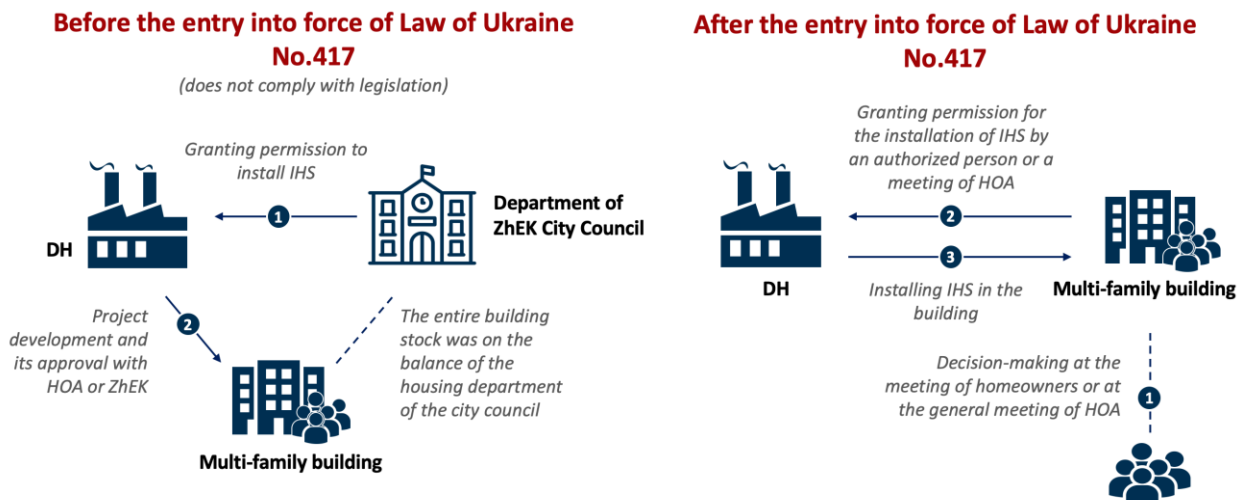 Before the entry into force of Law of Ukraine
No.417
(does not comply with legislation)
Granting permission to
install IHS
1
DH
Department of
ZhEK City Council
2
Project
development and
its approval with
HOA or ZhEK
The entire building
stock was on the
balance of the
housing department
of the city council
Multi-family building
After the entry into force of Law of Ukraine
No.417
Granting permission for
the installation of IHS by
an authorized person or a
meeting of HOA
2
3
DH
Installing IHS in the
building
Multi-family building
Decision-making at the
meeting of homeowners or at
the general meeting of HOA
1